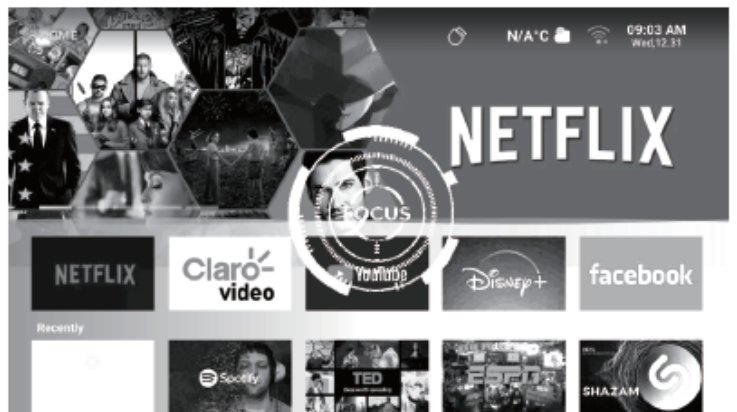 HOME
N/A°C
09:03 AM
Wed,12.31
NETFLIX
FOCUS
NETFLIX
Claro-
video
YouTube
Disney+
facebook
Recently
Spotify
TED
ESPN
SHAZAM